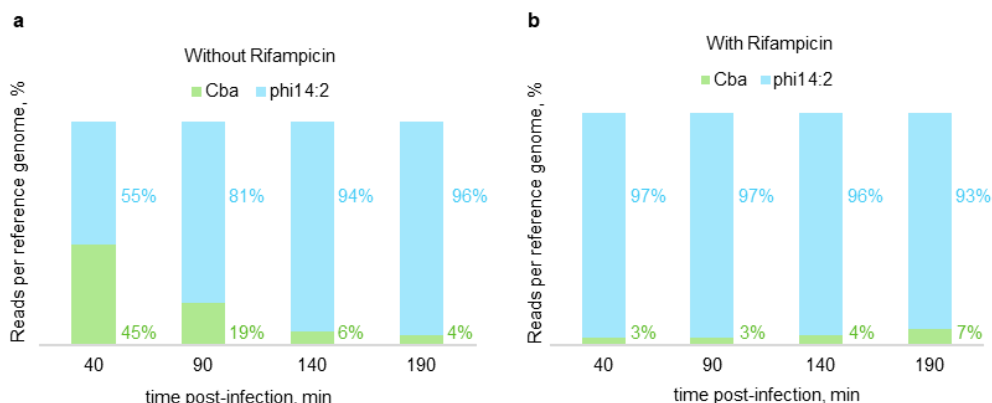 a
Without Rifampicin
Cba phi14:2
Reads per reference genome, %
55% 81% 94% 96%
45% 19% 6% 4%
40 90 140 190
time post-infection, min
b
With Rifampicin
Cba phi14:2
Reads per reference genome, %
97% 97% 96% 93%
3% 3% 4% 7%
40 90 140 190
time post-infection, min